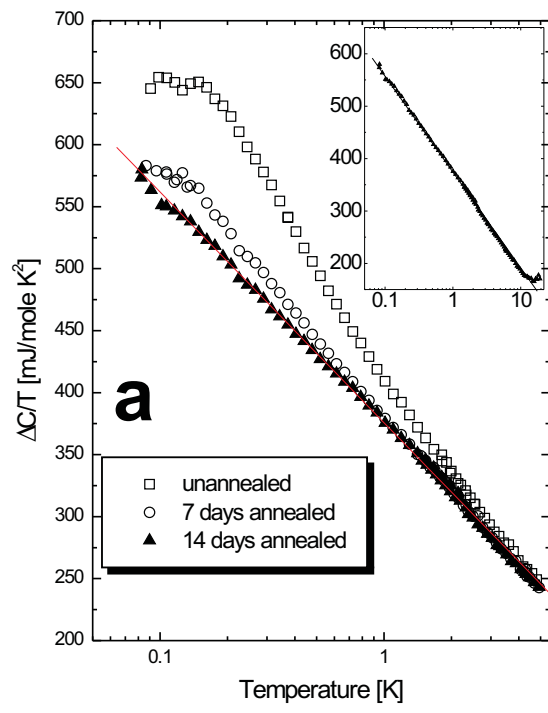 700
650
600
550
500
450
400
350
300
250
200
ΔC/T [mJ/mole K²]
a
unannealed
7 days annealed
14 days annealed
0.1 1
Temperature [K]
600
500
400
300
200
0.1 1 10